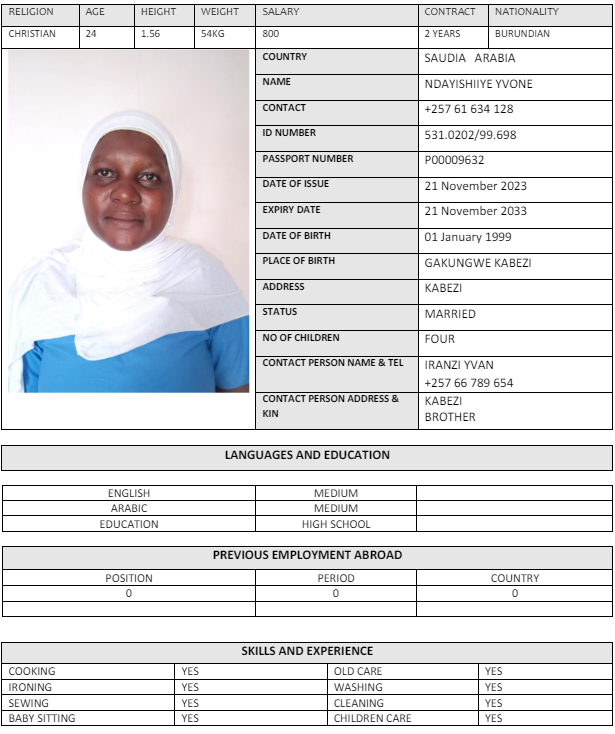 RELIGION AGE HEIGHT WEIGHT SALARY CONTRACT NATIONALITY
CHRISTIAN 24 1.56 54KG 800 2 YEARS BURUNDIAN
COUNTRY SAUDIA ARABIA
NAME NDAYISHIIYE YVONE
CONTACT +257 61 634 128
ID NUMBER 531.0202/99.698
PASSPORT NUMBER P00009632
DATE OF ISSUE 21 November 2023
EXPIRY DATE 21 November 2033
DATE OF BIRTH 01 January 1999
PLACE OF BIRTH GAKUNGWE KABEZI
ADDRESS KABEZI
STATUS MARRIED
NO OF CHILDREN FOUR
CONTACT PERSON NAME & TEL IRANZI YVAN
+257 66 789 654
CONTACT PERSON ADDRESS & KABEZI
KIN BROTHER
LANGUAGES AND EDUCATION
ENGLISH MEDIUM
ARABIC MEDIUM
EDUCATION HIGH SCHOOL
PREVIOUS EMPLOYMENT ABROAD
POSITION PERIOD COUNTRY
0 0 0
SKILLS AND EXPERIENCE
COOKING YES OLD CARE YES
IRONING YES WASHING YES
SEWING YES CLEANING YES
BABY SITTING YES CHILDREN CARE YES